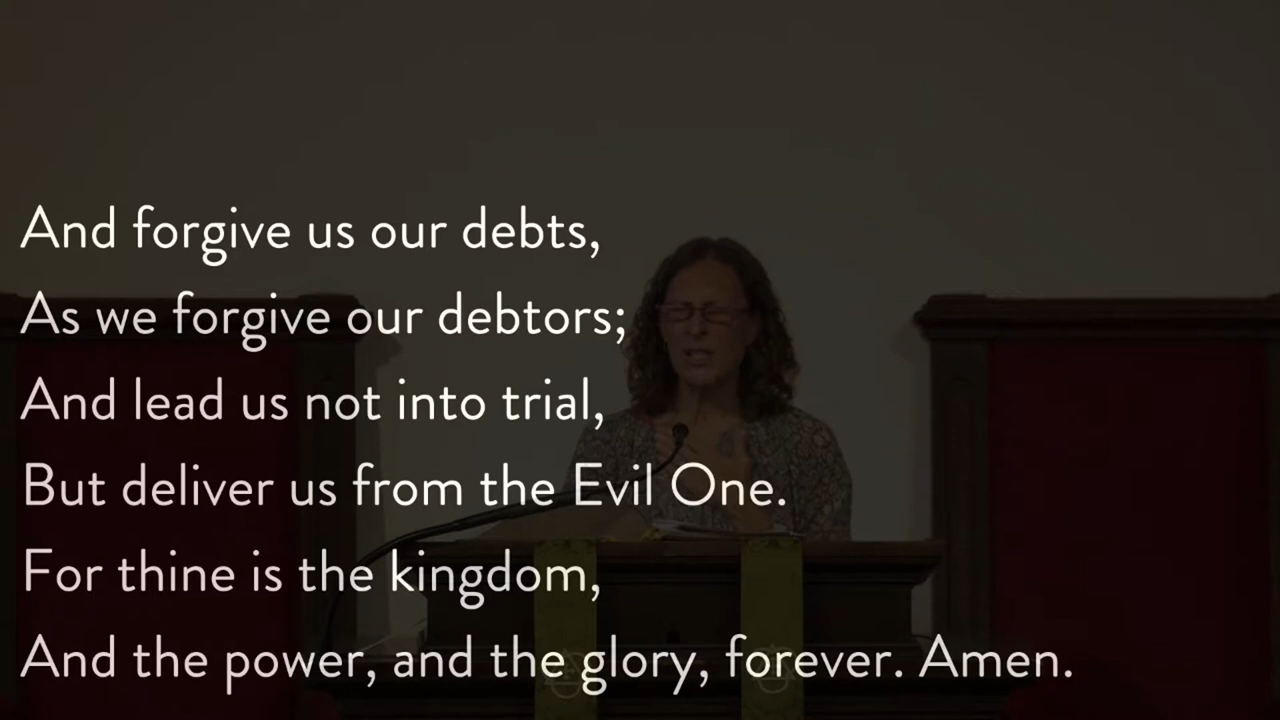 And forgive us our debts,
As we forgive our debtors;
And lead us not into trial,
But deliver us from the Evil One.
For thine is the kingdom,
And the power, and the glory, forever. Amen.